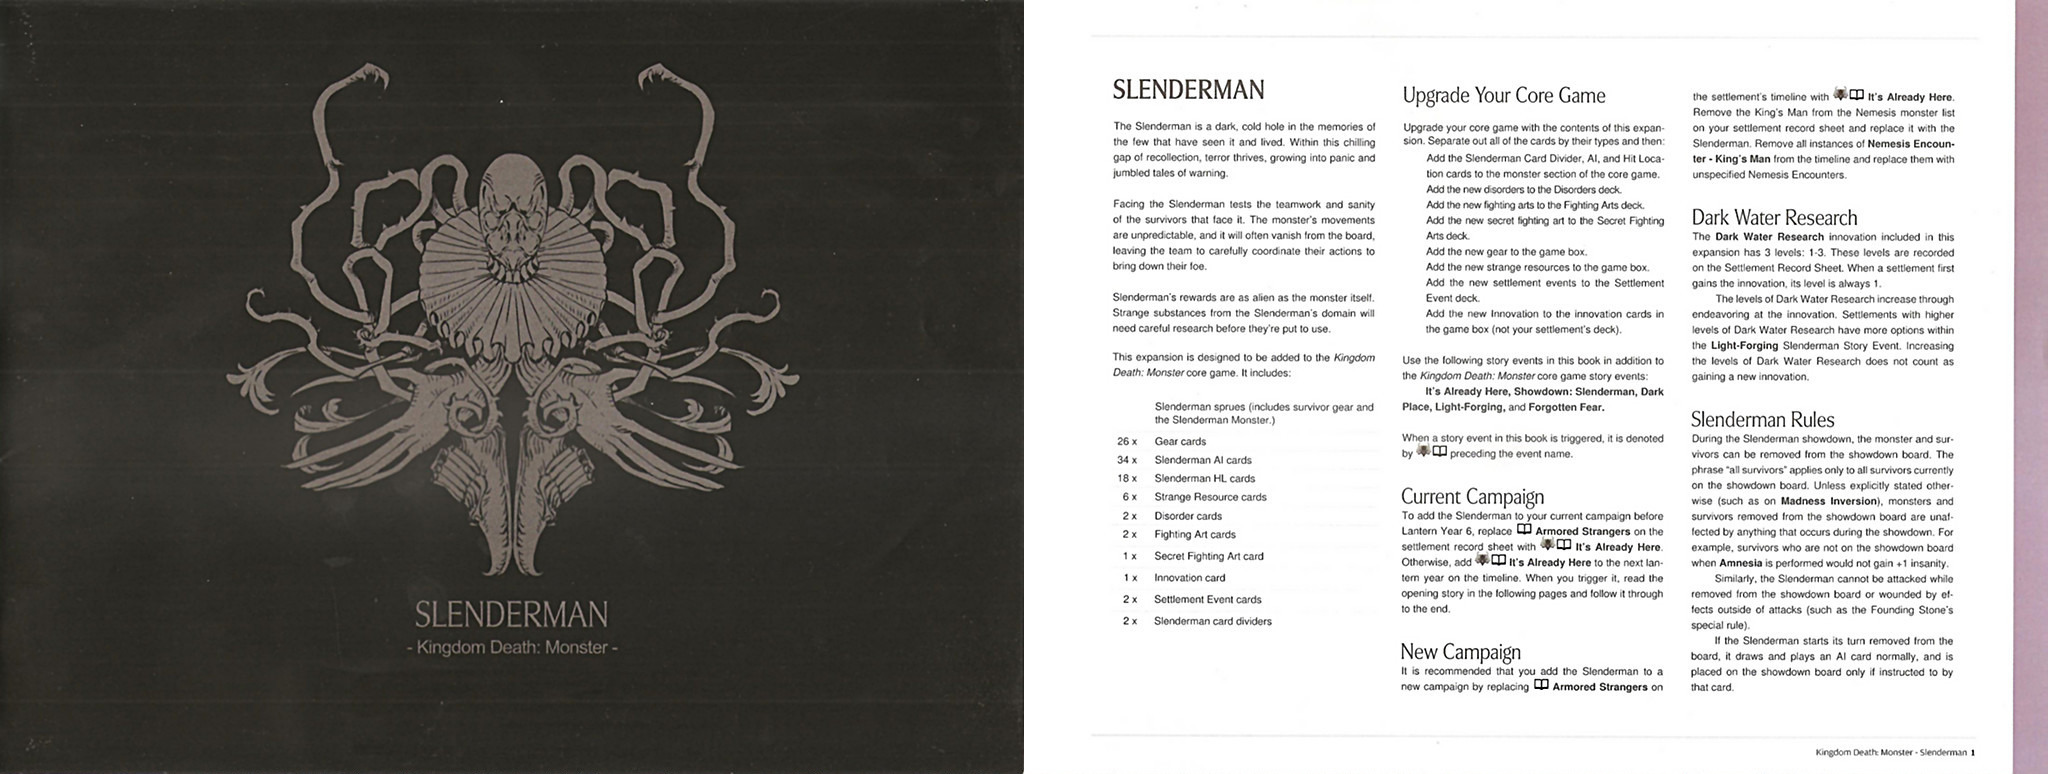 SLENDERMAN
- Kingdom Death: Monster -
SLENDERMAN
The Slenderman is a dark, cold hole in the memories of
the few that have seen it and lived. Within this chilling
gap of recollection, terror thrives, growing into panic and
jumbled tales of warning.
Facing the Slenderman tests the teamwork and sanity
of the survivors that face it. The monster's movements
are unpredictable, and it will often vanish from the board,
leaving the team to carefully coordinate their actions to
bring down their foe.
Slenderman's rewards are as alien as the monster itself.
Strange substances from the Slenderman's domain will
need careful research before they're put to use.
This expansion is designed to be added to the Kingdom
Death: Monster core game. It includes:
Slenderman sprues (includes survivor gear and
the Slenderman Monster.)
26 x Gear cards
34 x Slenderman AI cards
18 x Slenderman HL cards
6 x Strange Resource cards
2 x Disorder cards
2 x Fighting Art cards
1 x Secret Fighting Art card
1 x Innovation card
2 x Settlement Event cards
2 x Slenderman card dividers
Upgrade Your Core Game
Upgrade your core game with the contents of this expan-
sion. Separate out all of the cards by their types and then:
Add the Slenderman Card Divider, AI, and Hit Loca-
tion cards to the monster section of the core game.
Add the new disorders to the Disorders deck.
Add the new fighting arts to the Fighting Arts deck.
Add the new secret fighting art to the Secret Fighting
Arts deck.
Add the new gear to the game box.
Add the new strange resources to the game box.
Add the new settlement events to the Settlement
Event deck.
Add the new Innovation to the innovation cards in
the game box (not your settlement's deck).
Use the following story events in this book in addition to
the Kingdom Death: Monster core game story events:
It's Already Here, Showdown: Slenderman, Dark
Place, Light-Forging, and Forgotten Fear.
When a story event in this book is triggered, it is denoted
by preceding the event name.
Current Campaign
To add the Slenderman to your current campaign before
Lantern Year 6, replace Armored Strangers on the
settlement record sheet with It's Already Here.
Otherwise, add It's Already Here to the next lan-
tern year on the timeline. When you trigger it, read the
opening story in the following pages and follow it through
to the end.
New Campaign
It is recommended that you add the Slenderman to a
new campaign by replacing Armored Strangers on
the settlement's timeline with It's Already Here.
Remove the King's Man from the Nemesis monster list
on your settlement record sheet and replace it with the
Slenderman. Remove all instances of Nemesis Encoun-
ter - King's Man from the timeline and replace them with
unspecified Nemesis Encounters.
Dark Water Research
The Dark Water Research innovation included in this
expansion has 3 levels: 1-3. These levels are recorded
on the Settlement Record Sheet. When a settlement first
gains the innovation, its level is always 1.
The levels of Dark Water Research increase through
endeavoring at the innovation. Settlements with higher
levels of Dark Water Research have more options within
the Light-Forging Slenderman Story Event. Increasing
the levels of Dark Water Research does not count as
gaining a new innovation.
Slenderman Rules
During the Slenderman showdown, the monster and sur-
vivors can be removed from the showdown board. The
phrase "all survivors" applies only to all survivors currently
on the showdown board. Unless explicitly stated other-
wise (such as on Madness Inversion), monsters and
survivors removed from the showdown board are unaf-
fected by anything that occurs during the showdown. For
example, survivors who are not on the showdown board
when Amnesia is performed would not gain +1 insanity.
Similarly, the Slenderman cannot be attacked while
removed from the showdown board or wounded by ef-
fects outside of attacks (such as the Founding Stone's
special rule).
If the Slenderman starts its turn removed from the
board, it draws and plays an AI card normally, and is
placed on the showdown board only if instructed to by
that card.
Kingdom Death: Monster - Slenderman 1